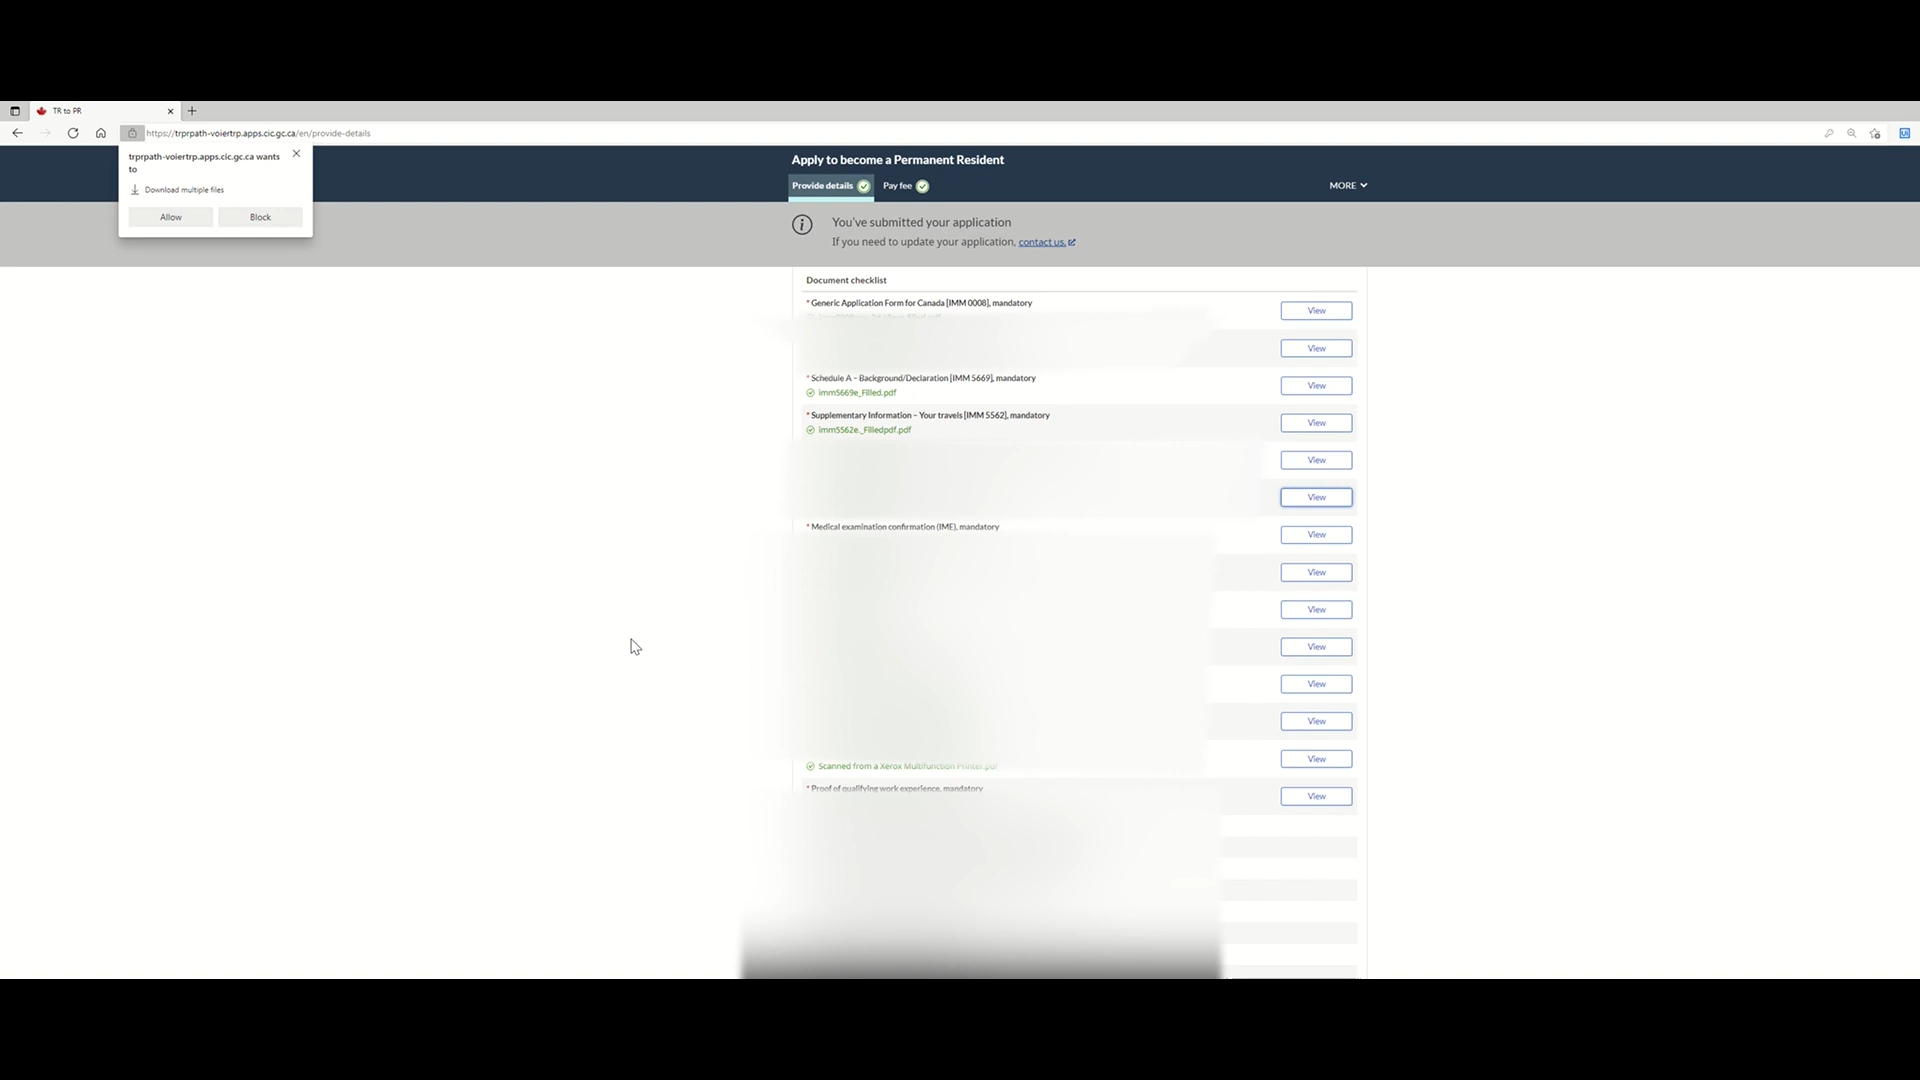 TR to PR
https://trprpath-voiertrp.apps.cic.gc.ca/en/provide-details
trprpath-voiertrp.apps.cic.gc.ca wants
to
Download multiple files
Allow
Block
Apply to become a Permanent Resident
Provide details
Pay fee
MORE
You've submitted your application
If you need to update your application, contact us.
Document checklist
* Generic Application Form for Canada [IMM 0008], mandatory
View
View
* Schedule A – Background/Declaration [IMM 5669], mandatory
imm5669e_Filled.pdf
View
* Supplementary Information – Your travels [IMM 5562], mandatory
imm5562e._Filledpdf.pdf
View
View
View
* Medical examination confirmation (IME), mandatory
View
View
View
View
View
View
Scanned from a Xerox Multifunction Printer.pdf
View
* Proof of qualifying work experience, mandatory
View